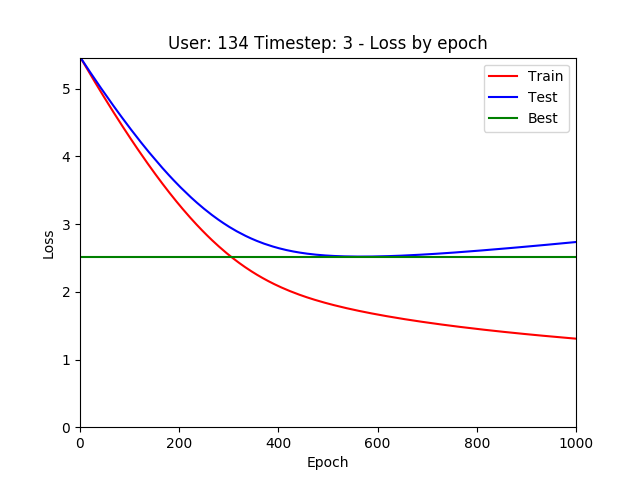 User: 134 Timestep: 3 - Loss by epoch
Train
Test
Best
Loss
5
4
3
2
1
0
0 200 400 600 800 1000
Epoch